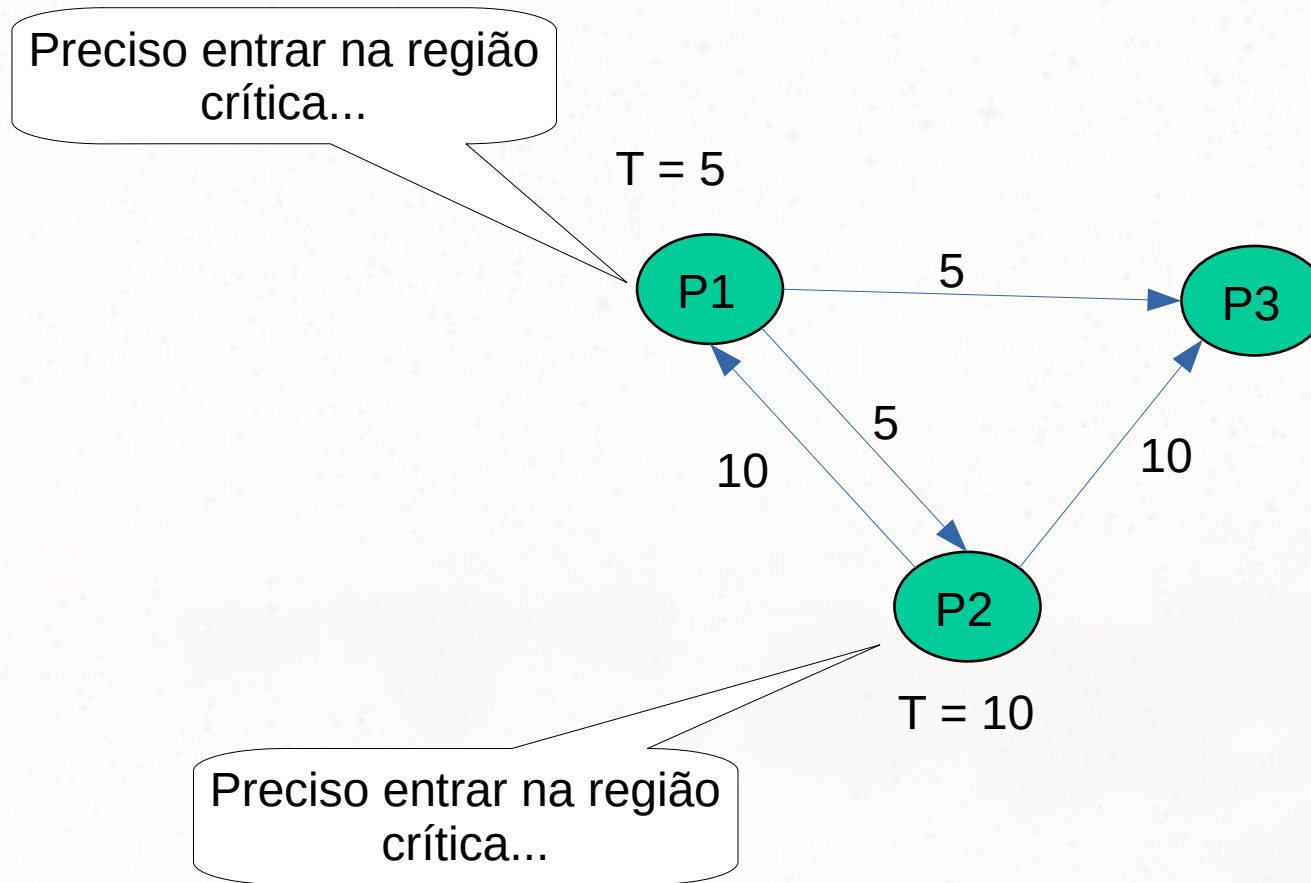 Preciso entrar na região
crítica...
T = 5
P1
5
P3
5
10
10
P2
T = 10
Preciso entrar na região
crítica...